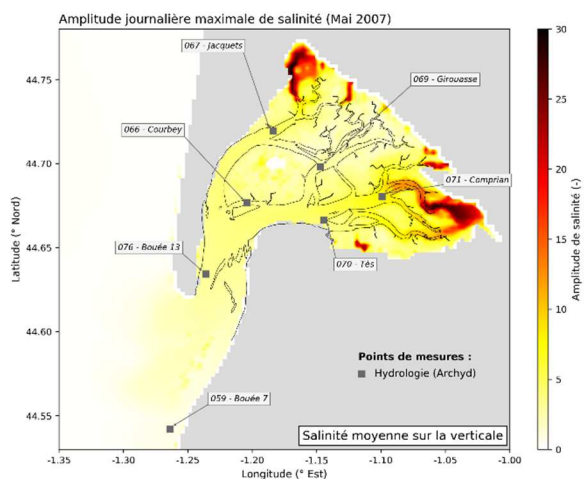 Amplitude journalière maximale de salinité (Mai 2007)
067 - Jacquets
069 - Girouasse
066 - Courbey
071 - Comprian
076 - Bouée 13
070 - Tès
059 - Bouée 7
Points de mesures :
Hydrologie (Archyd)
Salinité moyenne sur la verticale
44.75
44.70
44.65
44.60
44.55
Latitude (° Nord)
-1.35
-1.30
-1.25
-1.20
-1.15
-1.10
-1.05
-1.00
Longitude (° Est)
30
25
20
15
10
5
0
Amplitude de salinité (-)